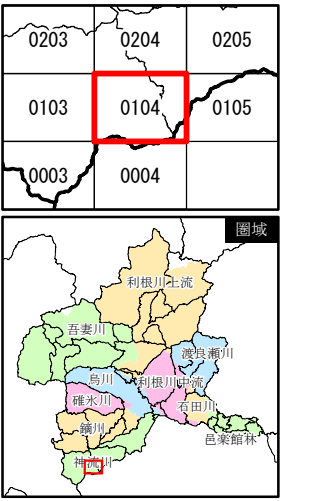 0203 0204 0205
0103 0104 0105
0003 0004
圏域
利根川上流
吾妻川
渡良瀬川
烏川 利根川中流
碓氷川 石田川
鏑川 邑楽館林
神流川